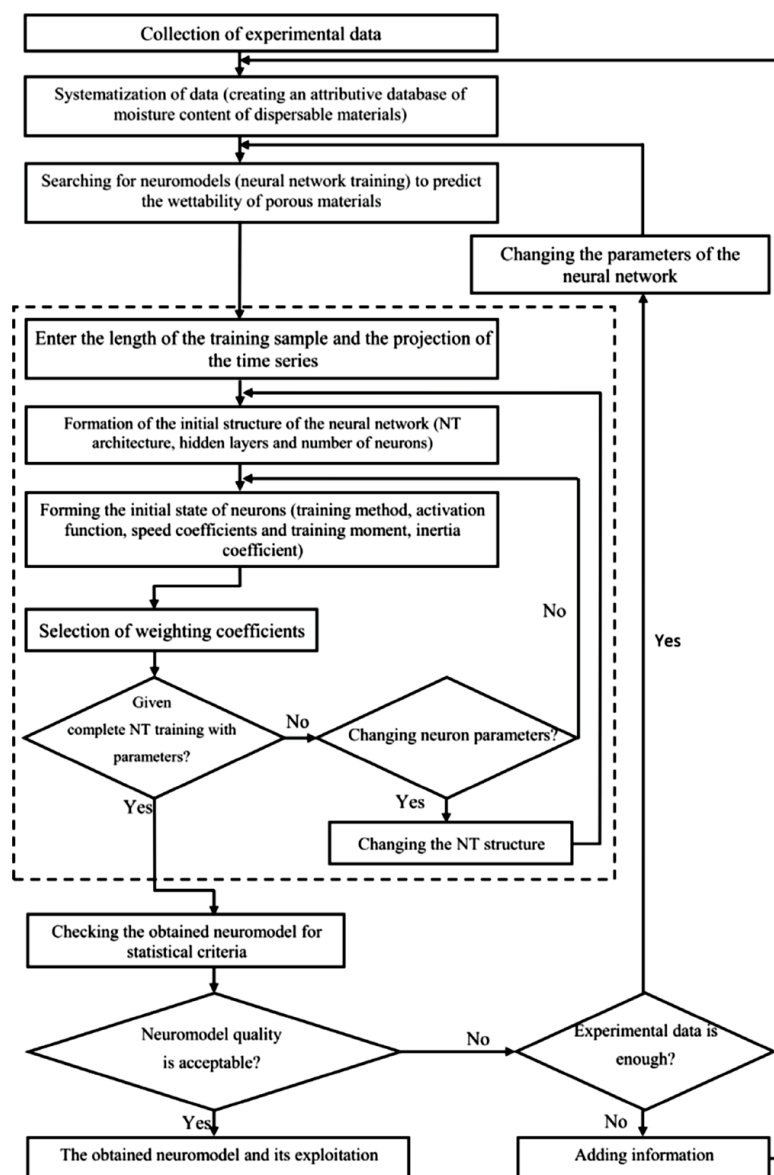 Collection of experimental data
Systematization of data (creating an attributive database of
moisture content of dispersable materials)
Searching for neuromodels (neural network training) to predict
the wettability of porous materials
Changing the parameters of the
neural network
Enter the length of the training sample and the projection of
the time series
Formation of the initial structure of the neural network (NT
architecture, hidden layers and number of neurons)
Forming the initial state of neurons (training method, activation
function, speed coefficients and training moment, inertia
coefficient)
No
Yes
Selection of weighting coefficients
Given
complete NT training with
parameters?
No
Changing neuron parameters?
Yes
Yes
Changing the NT structure
Checking the obtained neuromodel for
statistical criteria
Neuromodel quality
is acceptable?
No
Experimental data is
enough?
Yes
No
The obtained neuromodel and its exploitation
Adding information